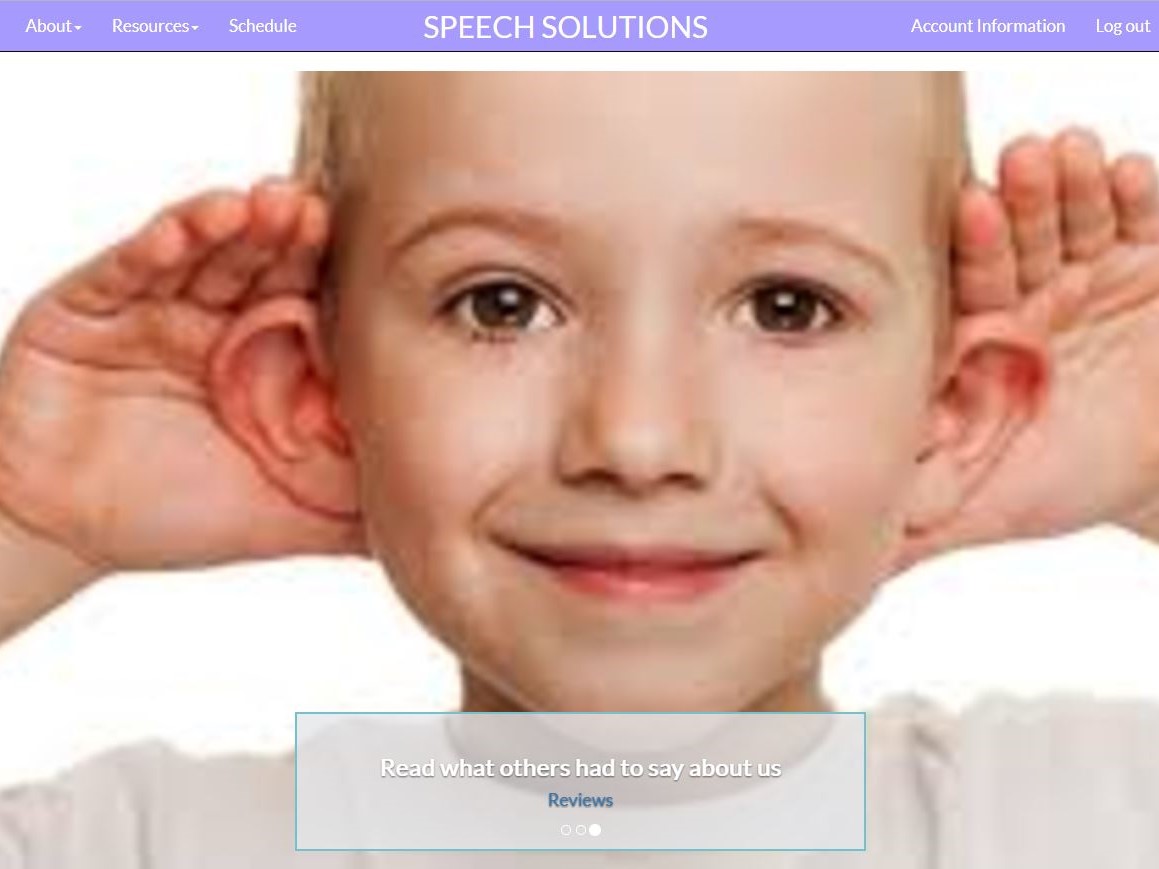 About
Resources
Schedule
SPEECH SOLUTIONS
Account Information
Log out
Read what others had to say about us
Reviews